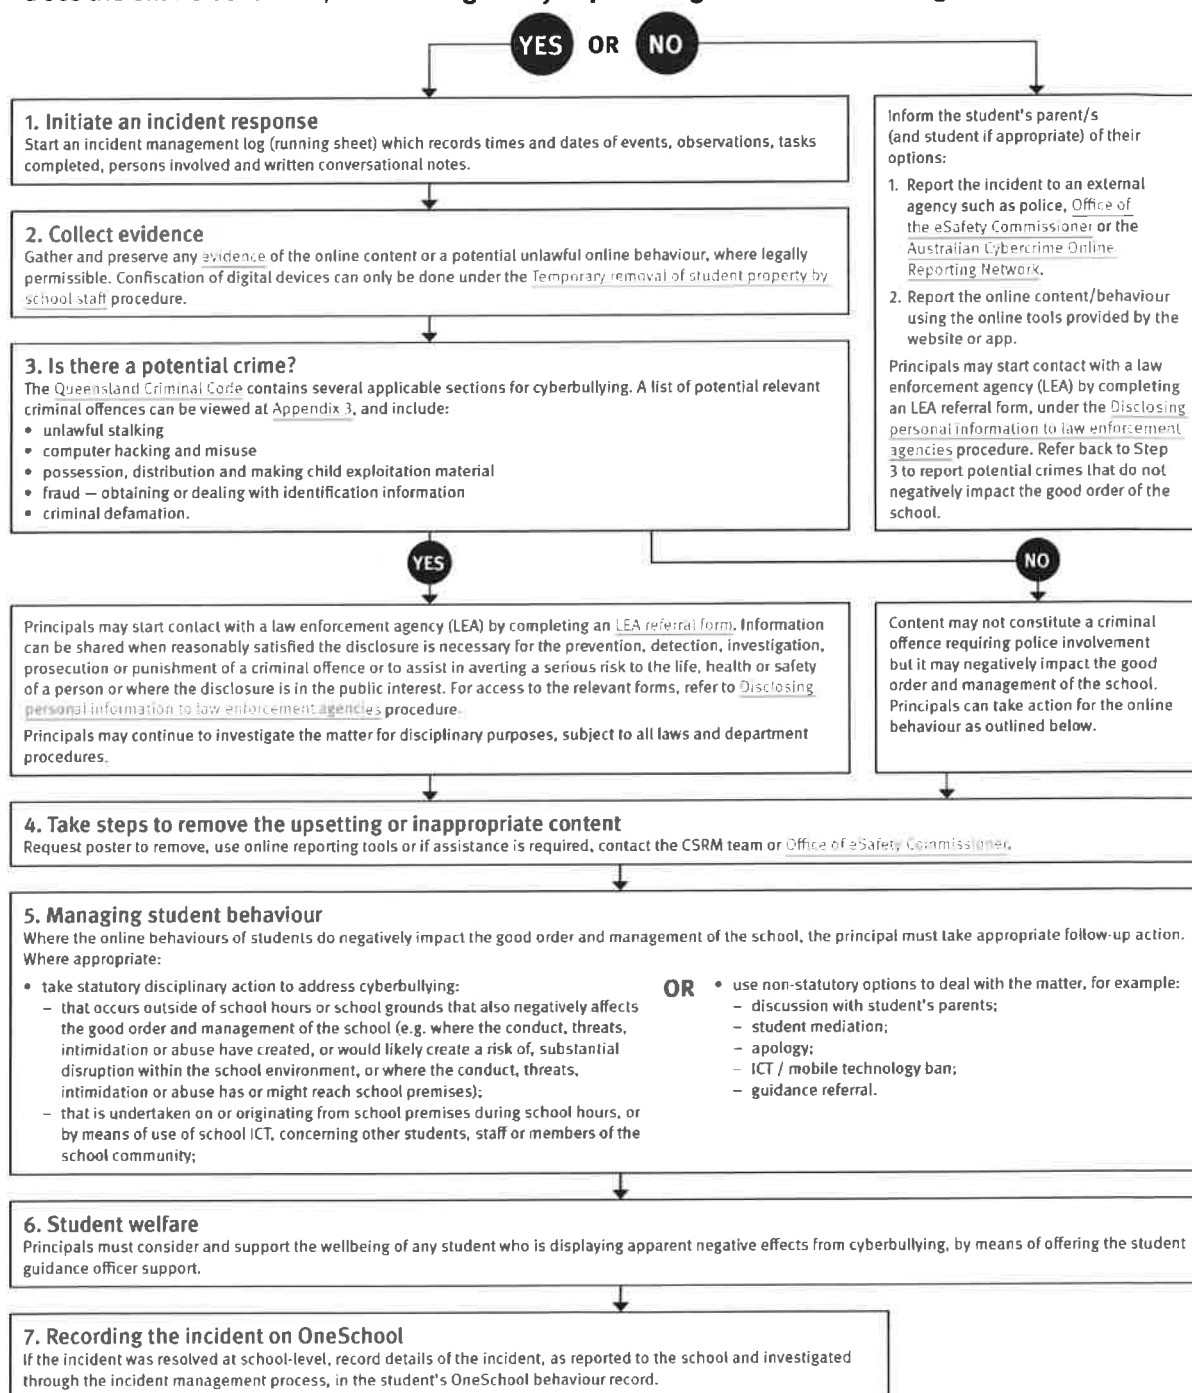 YES OR NO
1. Initiate an incident response
Start an incident management log (running sheet) which records times and dates of events, observations, tasks
completed, persons involved and written conversational notes.
2. Collect evidence
Gather and preserve any evidence of the online content or a potential unlawful online behaviour, where legally
permissible. Confiscation of digital devices can only be done under the Temporary removal of student property by
school staff procedure.
3. Is there a potential crime?
The Queensland Criminal Code contains several applicable sections for cyberbullying. A list of potential relevant
criminal offences can be viewed at Appendix 3, and include:
• unlawful stalking
• computer hacking and misuse
• possession, distribution and making child exploitation material
• fraud — obtaining or dealing with identification information
• criminal defamation.
Inform the student's parent/s
(and student if appropriate) of their
options:
1. Report the incident to an external
agency such as police, Office of
the eSafety Commissioner or the
Australian Cybercrime Online
Reporting Network.
2. Report the online content/behaviour
using the online tools provided by the
website or app.
Principals may start contact with a law
enforcement agency (LEA) by completing
an LEA referral form, under the Disclosing
personal information to law enforcement
agencies procedure. Refer back to Step
3 to report potential crimes that do not
negatively impact the good order of the
school.
YES
NO
Principals may start contact with a law enforcement agency (LEA) by completing an LEA referral form. Information
can be shared when reasonably satisfied the disclosure is necessary for the prevention, detection, investigation,
prosecution or punishment of a criminal offence or to assist in averting a serious risk to the life, health or safety
of a person or where the disclosure is in the public interest. For access to the relevant forms, refer to Disclosing
personal information to law enforcement agencies procedure.
Principals may continue to investigate the matter for disciplinary purposes, subject to all laws and department
procedures.
Content may not constitute a criminal
offence requiring police involvement
but it may negatively impact the good
order and management of the school.
Principals can take action for the online
behaviour as outlined below.
4. Take steps to remove the upsetting or inappropriate content
Request poster to remove, use online reporting tools or if assistance is required, contact the CSRM team or Office of eSafety Commissioner.
5. Managing student behaviour
Where the online behaviours of students do negatively impact the good order and management of the school, the principal must take appropriate follow-up action.
Where appropriate:
• take statutory disciplinary action to address cyberbullying:
– that occurs outside of school hours or school grounds that also negatively affects
the good order and management of the school (e.g. where the conduct, threats,
intimidation or abuse have created, or would likely create a risk of, substantial
disruption within the school environment, or where the conduct, threats,
intimidation or abuse has or might reach school premises);
– that is undertaken on or originating from school premises during school hours, or
by means of use of school ICT, concerning other students, staff or members of the
school community;
OR
• use non-statutory options to deal with the matter, for example:
– discussion with student's parents;
– student mediation;
– apology;
– ICT / mobile technology ban;
– guidance referral.
6. Student welfare
Principals must consider and support the wellbeing of any student who is displaying apparent negative effects from cyberbullying, by means of offering the student
guidance officer support.
7. Recording the incident on OneSchool
If the incident was resolved at school-level, record details of the incident, as reported to the school and investigated
through the incident management process, in the student's OneSchool behaviour record.